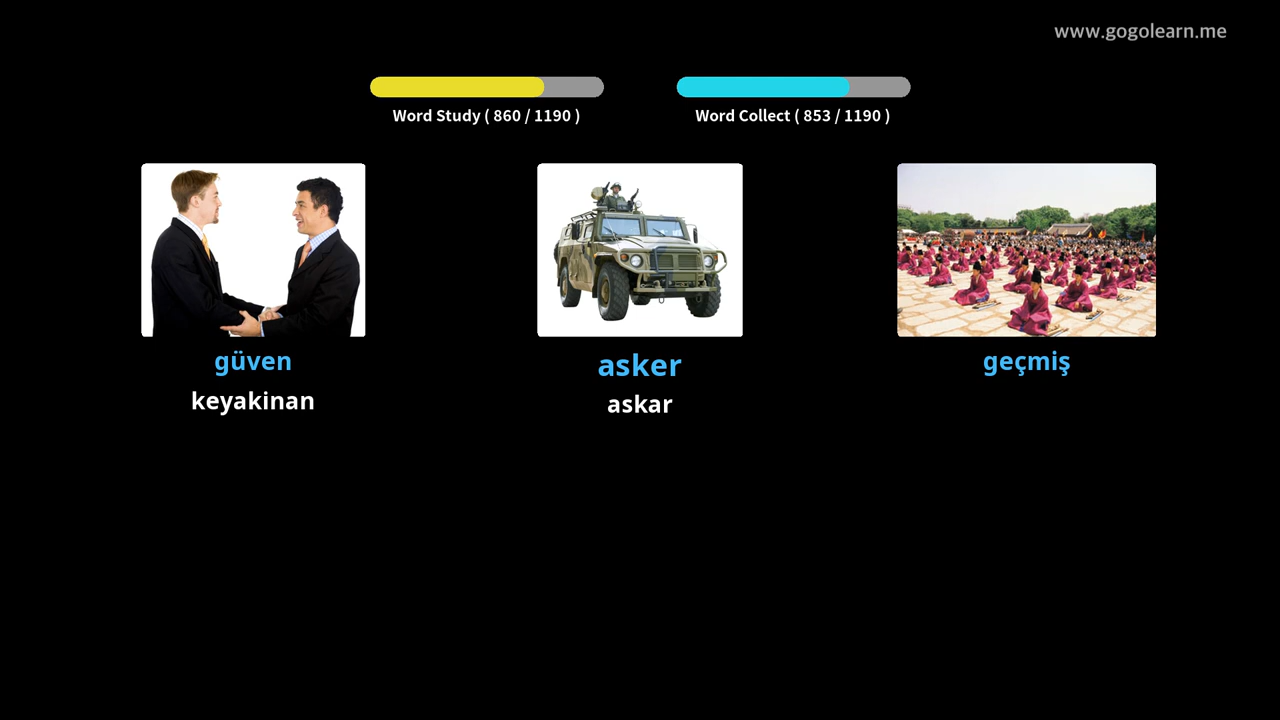 www.gogolearn.me
Word Study ( 860 / 1190 )
Word Collect ( 853 / 1190 )
güven
keyakinan
asker
askar
geçmiş